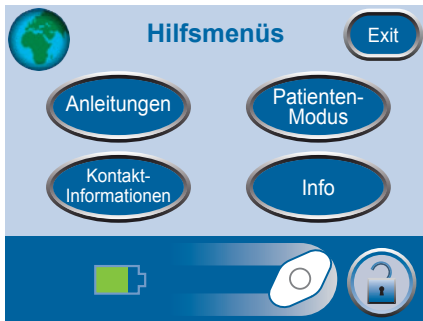 Hilfsmenüs
Exit
Anleitungen
Patienten-
Modus
Kontakt-
Informationen
Info